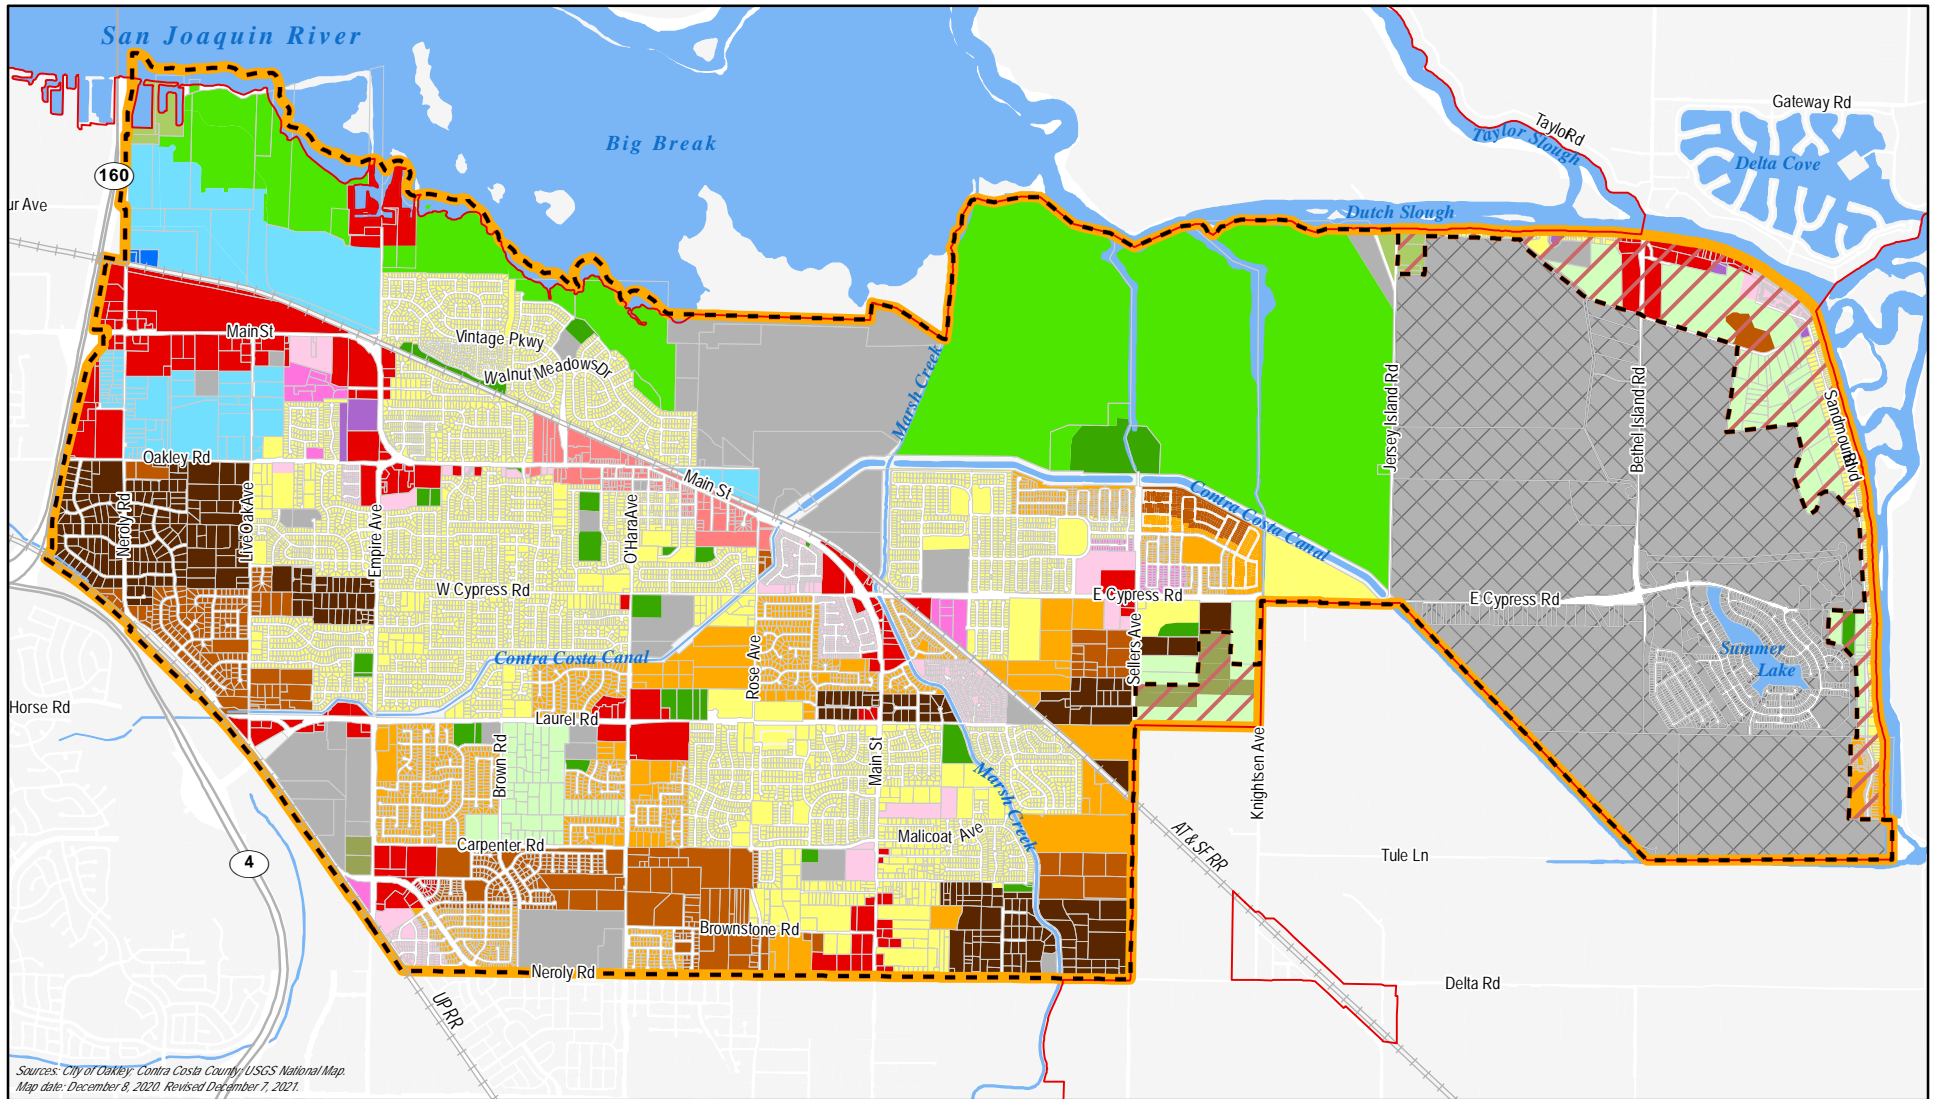 San Joaquin River
Gateway Rd
Taylor Rd
Taylor Slough
Big Break
Delta Cove
160
ur Ave
Dutch Slough
Main St
Vintage Pkwy
Walnut Meadows Dr
Marsh Creek
Jersey Island Rd
Bethel Island Rd
Sandmound Blvd
Oakley Rd
Main St
Neroly Rd
Live Oak Ave
Empire Ave
O'Hara Ave
Contra Costa Canal
W Cypress Rd
E Cypress Rd
E Cypress Rd
Contra Costa Canal
Rose Ave
Sellers Ave
Summer
Lake
Horse Rd
Laurel Rd
Brown Rd
Main St
Marsh Creek
Knightsen Ave
Malicoat Ave
Carpenter Rd
AT & SF RR
Tule Ln
4
Brownstone Rd
Neroly Rd
Delta Rd
UP RR
Sources: City of Oakley; Contra Costa County; USGS National Map.
Map date: December 8, 2020. Revised December 7, 2021.